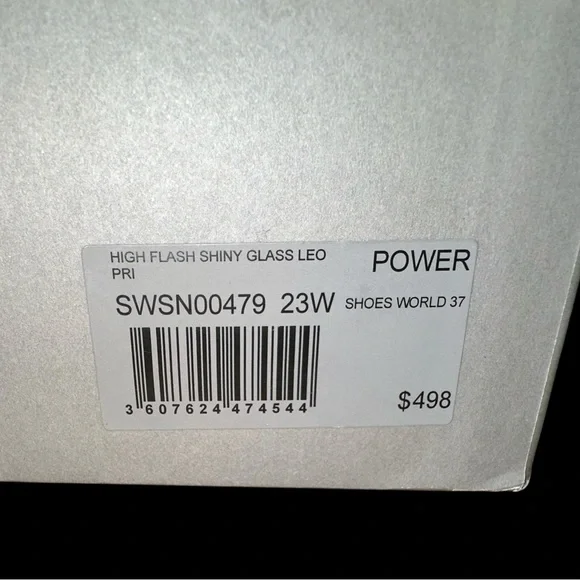 HIGH FLASH SHINY GLASS LEO
PRI
POWER
SWSN00479 23W SHOES WORLD 37
3 607624 474544
$498